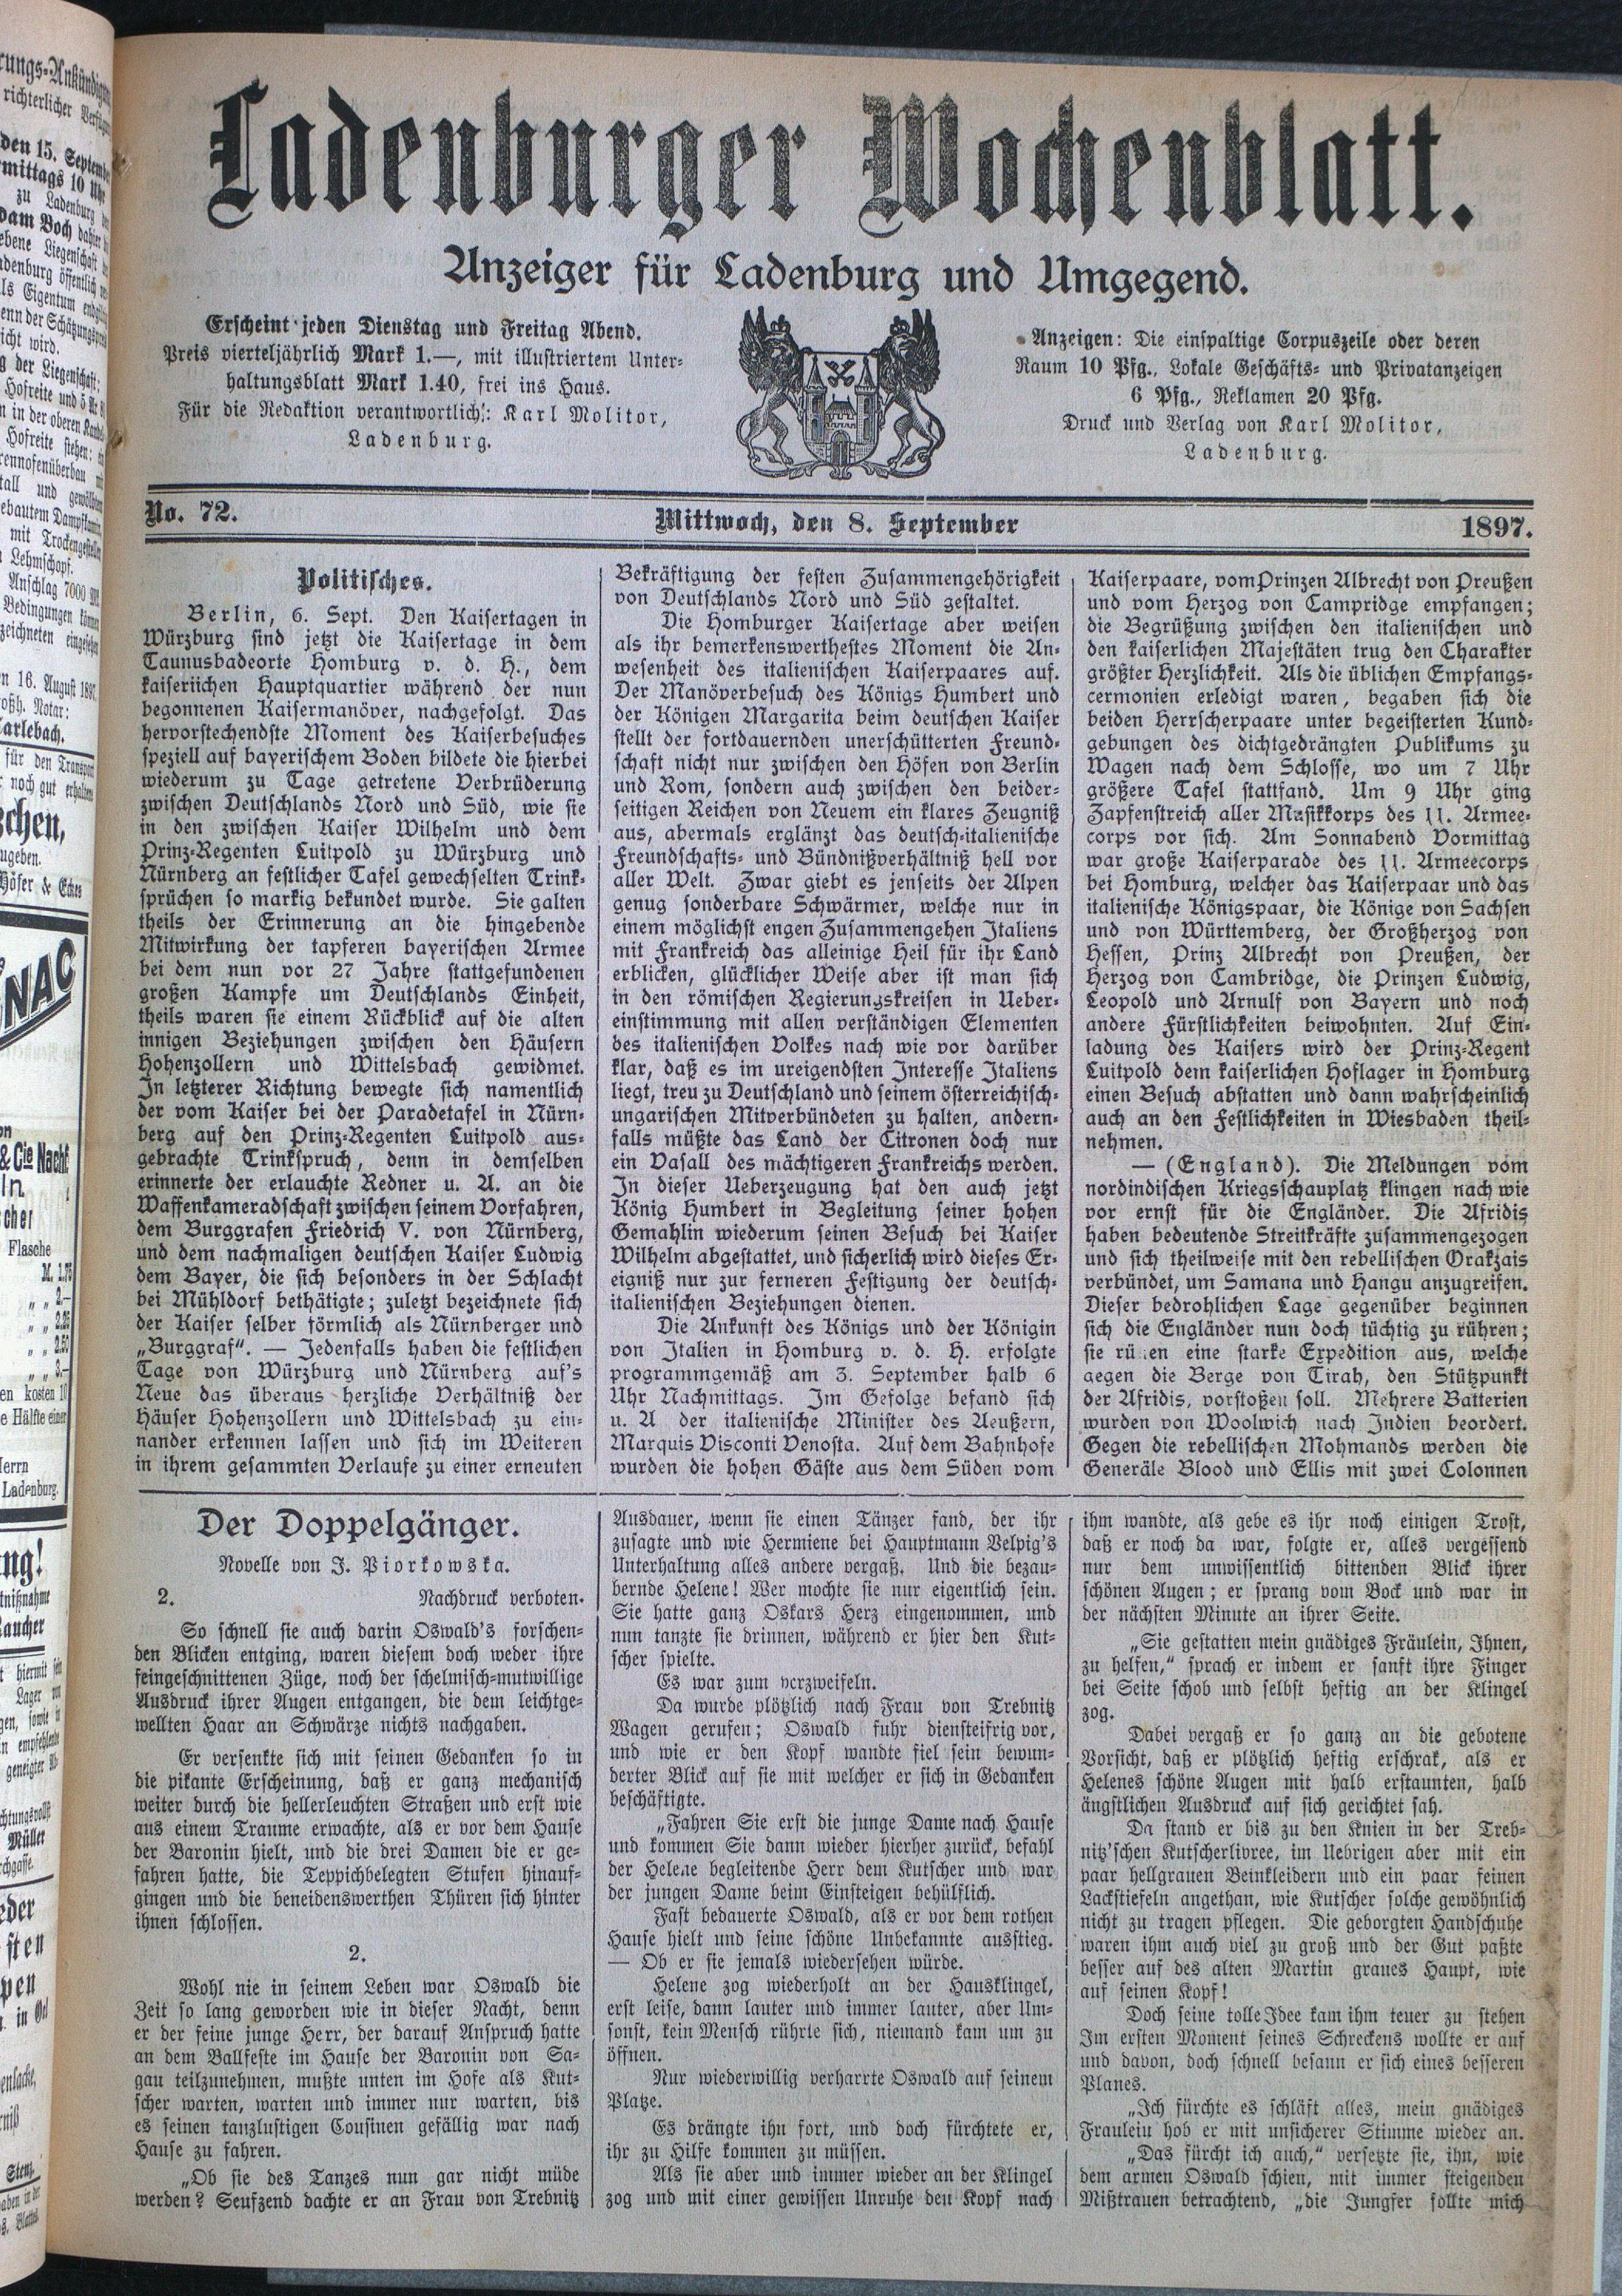 Ladenburger Wochenblatt.
Anzeiger für Ladenburg und Umgegend.
Erscheint jeden Dienstag und Freitag Abend.
Preis vierteljährlich Mark 1.—, mit illustriertem Unter-
haltungsblatt Mark 1.40, frei ins Haus.
Für die Redaktion verantwortlich: Karl Molitor,
Ladenburg.
Anzeigen: Die einspaltige Corpuszeile oder deren
Raum 10 Pfg., Lokale Geschäfts- und Privatanzeigen
6 Pfg., Reklamen 20 Pfg.
Druck und Verlag von Karl Molitor,
Ladenburg.
No. 72.
Mittwoch, den 8. September
1897.
Politisches.
Berlin, 6. Sept. Den Kaisertagen in
Würzburg sind jetzt die Kaisertage in dem
Taunusbadeorte Homburg v. d. H., dem
kaiseriichen Hauptquartier während der nun
begonnenen Kaisermanöver, nachgefolgt. Das
hervorstechendste Moment des Kaiserbesuches
speziell auf bayerischem Boden bildete die hierbei
wiederum zu Tage getretene Verbrüderung
zwischen Deutschlands Nord und Süd, wie sie
in den zwischen Kaiser Wilhelm und dem
Prinz-Regenten Luitpold zu Würzburg und
Nürnberg an festlicher Tafel gewechselten Trink-
sprüchen so markig bekundet wurde. Sie galten
theils der Erinnerung an die hingebende
Mitwirkung der tapferen bayerischen Armee
bei dem nun vor 27 Jahre stattgefundenen
großen Kampfe um Deutschlands Einheit,
theils waren sie einem Rückblick auf die alten
innigen Beziehungen zwischen den Häusern
Hohenzollern und Wittelsbach gewidmet.
In letzterer Richtung bewegte sich namentlich
der vom Kaiser bei der Paradetafel in Nürn-
berg auf den Prinz-Regenten Luitpold aus-
gebrachte Trinkspruch, denn in demselben
erinnerte der erlauchte Redner u. A. an die
Waffenkameradschaft zwischen seinem Vorfahren,
dem Burggrafen Friedrich V. von Nürnberg,
und dem nachmaligen deutschen Kaiser Ludwig
dem Bayer, die sich besonders in der Schlacht
bei Mühldorf bethätigte; zuletzt bezeichnete sich
der Kaiser selber förmlich als Nürnberger und
„Burggraf“. — Jedenfalls haben die festlichen
Tage von Würzburg und Nürnberg auf's
Neue das überaus herzliche Verhältniß der
Häuser Hohenzollern und Wittelsbach zu ein-
nander erkennen lassen und sich im Weiteren
in ihrem gesammten Verlaufe zu einer erneuten
Bekräftigung der festen Zusammengehörigkeit
von Deutschlands Nord und Süd gestaltet.
Die Homburger Kaisertage aber weisen
als ihr bemerkenswerthestes Moment die An-
wesenheit des italienischen Kaiserpaares auf.
Der Manöverbesuch des Königs Humbert und
der Königen Margarita beim deutschen Kaiser
stellt der fortdauernden unerschütterten Freund-
schaft nicht nur zwischen den Höfen von Berlin
und Rom, sondern auch zwischen den beider-
seitigen Reichen von Neuem ein klares Zeugniß
aus, abermals erglänzt das deutsch-italienische
Freundschafts- und Bündnißverhältniß hell vor
aller Welt. Zwar giebt es jenseits der Alpen
genug sonderbare Schwärmer, welche nur in
einem möglichst engen Zusammengehen Italiens
mit Frankreich das alleinige Heil für ihr Land
erblicken, glücklicher Weise aber ist man sich
in den römischen Regierungskreisen in Ueber-
einstimmung mit allen verständigen Elementen
des italienischen Volkes nach wie vor darüber
klar, daß es im ureigendsten Interesse Italiens
liegt, treu zu Deutschland und seinem österreichisch-
ungarischen Mitverbündeten zu halten, andern-
falls müßte das Land der Citronen doch nur
ein Vasall des mächtigeren Frankreichs werden.
In dieser Ueberzeugung hat den auch jetzt
König Humbert in Begleitung seiner hohen
Gemahlin wiederum seinen Besuch bei Kaiser
Wilhelm abgestattet, und sicherlich wird dieses Er-
eigniß nur zur ferneren Festigung der deutsch-
italienischen Beziehungen dienen.
Die Ankunft des Königs und der Königin
von Italien in Homburg v. d. H. erfolgte
programmgemäß am 3. September halb 6
Uhr Nachmittags. Im Gefolge befand sich
u. A der italienische Minister des Aeußern,
Marquis Visconti Venosta. Auf dem Bahnhofe
wurden die hohen Gäste aus dem Süden vom
Kaiserpaare, vom Prinzen Albrecht von Preußen
und vom Herzog von Campridge empfangen;
die Begrüßung zwischen den italienischen und
den kaiserlichen Majestäten trug den Charakter
größter Herzlichkeit. Als die üblichen Empfangs-
cermonien erledigt waren, begaben sich die
beiden Herrscherpaare unter begeisterten Kund-
gebungen des dichtgedrängten Publikums zu
Wagen nach dem Schlosse, wo um 7 Uhr
größere Tafel stattfand. Um 9 Uhr ging
Zapfenstreich aller Musikkorps des 11. Armee-
corps vor sich. Am Sonnabend Vormittag
war große Kaiserparade des 11. Armeecorps
bei Homburg, welcher das Kaiserpaar und das
italienische Königspaar, die Könige von Sachsen
und von Württemberg, der Großherzog von
Hessen, Prinz Albrecht von Preußen, der
Herzog von Cambridge, die Prinzen Ludwig,
Leopold und Arnulf von Bayern und noch
andere Fürstlichkeiten beiwohnten. Auf Ein-
ladung des Kaisers wird der Prinz-Regent
Luitpold dem kaiserlichen Hoflager in Homburg
einen Besuch abstatten und dann wahrscheinlich
auch an den Festlichkeiten in Wiesbaden theil-
nehmen.
— (England). Die Meldungen vom
nordindischen Kriegsschauplatz klingen nach wie
vor ernst für die Engländer. Die Afridis
haben bedeutende Streitkräfte zusammengezogen
und sich theilweise mit den rebellischen Orakzais
verbündet, um Samana und Hangu anzugreifen.
Dieser bedrohlichen Lage gegenüber beginnen
sich die Engländer nun doch tüchtig zu rühren;
sie eine starke Expedition aus, welche
gegen die Berge von Tirah, den Stützpunkt
der Afridis, vorstoßen soll. Mehrere Batterien
wurden von Woolwich nach Indien beordert.
Gegen die rebellischen Mohmands werden die
Generäle Blood und Ellis mit zwei Colonnen
Der Doppelgänger.
Novelle von J. Piorkowska.
2. Nachdruck verboten.
So schnell sie auch darin Oswald's forschen-
den Blicken entging, waren diesem doch weder ihre
feingeschnittenen Züge, noch der schelmisch-mutwillige
Ausdruck ihrer Augen entgangen, die dem leichtge-
wellten Haar an Schwärze nichts nachgaben.
Er versenkte sich mit seinen Gedanken so in
die pikante Erscheinung, daß er ganz mechanisch
weiter durch die hellerleuchten Straßen und erst wie
aus einem Traume erwachte, als er vor dem Hause
der Baronin hielt, und die drei Damen die er ge-
fahren hatte, die Teppichbelegten Stufen hinauf-
gingen und die beneidenswerthen Thüren sich hinter
ihnen schlossen.
2.
Wohl nie in seinem Leben war Oswald die
Zeit so lang geworden wie in dieser Nacht, denn
er der feine junge Herr, der darauf Anspruch hatte
an dem Ballfeste im Hause der Baronin von Sa-
gau teilzunehmen, mußte unten im Hofe als Kut-
scher warten, warten und immer nur warten, bis
es seinen tanzlustigen Cousinen gefällig war nach
Hause zu fahren.
„Ob sie des Tanzes nun gar nicht müde
werden? Seufzend dachte er an Frau von Trebnitz
Ausdauer, wenn sie einen Tänzer fand, der ihr
zusagte und wie Hermiene bei Hauptmann Velpig's
Unterhaltung alles andere vergaß. Und die bezau-
bernde Helene! Wer mochte sie nur eigentlich sein.
Sie hatte ganz Oskars Herz eingenommen, und
nun tanzte sie drinnen, während er hier den Kut-
scher spielte.
Es war zum verzweifeln.
Da wurde plötzlich nach Frau von Trebnitz
Wagen gerufen; Oswald fuhr diensteifrig vor,
und wie er den Kopf wandte fiel sein bewun-
derter Blick auf sie mit welcher er sich in Gedanken
beschäftigte.
„Fahren Sie erst die junge Dame nach Hause
und kommen Sie dann wieder hierher zurück, befahl
der Helene begleitende Herr dem Kutscher und war
der jungen Dame beim Einsteigen behülflich.
Fast bedauerte Oswald, als er vor dem rothen
Hause hielt und seine schöne Unbekannte ausstieg.
— Ob er sie jemals wiedersehen würde.
Helene zog wiederholt an der Hausklingel,
erst leise, dann lauter und immer lauter, aber Um-
sonst, kein Mensch rührte sich, niemand kam um zu
öffnen.
Nur wiederwillig verharrte Oswald auf seinem
Platze.
Es drängte ihn fort, und doch fürchtete er,
ihr zu Hilfe kommen zu müssen.
Als sie aber und immer wieder an der Klingel
zog und mit einer gewissen Unruhe den Kopf nach
ihm wandte, als gebe es ihr noch einigen Trost,
daß er noch da war, folgte er, alles vergessend
nur dem unwissentlich bittenden Blick ihrer
schönen Augen; er sprang vom Bock und war in
der nächsten Minute an ihrer Seite.
„Sie gestatten mein gnädiges Fräulein, Ihnen,
zu helfen,“ sprach er indem er sanft ihre Finger
bei Seite schob und selbst heftig an der Klingel
zog.
Dabei vergaß er so ganz an die gebotene
Vorsicht, daß er plötzlich heftig erschrak, als er
Helenes schöne Augen mit halb erstaunten, halb
ängstlichen Ausdruck auf sich gerichtet sah.
Da stand er bis zu den Knien in der Treb-
nitz'schen Kutscherlivree, im Uebrigen aber mit ein
paar hellgrauen Beinkleidern und ein paar feinen
Lackstiefeln angethan, wie Kutscher solche gewöhnlich
nicht zu tragen pflegen. Die geborgten Handschuhe
waren ihm auch viel zu groß und der Gut paßte
besser auf des alten Martin graues Haupt, wie
auf seinen Kopf!
Doch seine tolle Idee kam ihm teuer zu stehen
Im ersten Moment seines Schreckens wollte er auf
und davon, doch schnell besann er sich eines besseren
Planes.
„Ich fürchte es schläft alles, mein gnädiges
Fraulein hob er mit unsicherer Stimme wieder an.
„Das fürcht ich auch,“ versetzte sie, ihn, wie
dem armen Oswald schien, mit immer steigenden
Mißtrauen betrachtend, „die Jungfer sollte mich